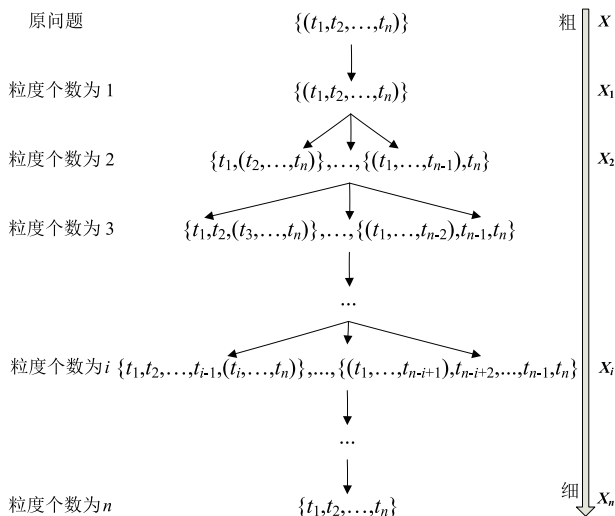 原问题 {(t₁,t₂,…,tₙ)} 粗 X
粒度个数为 1 {(t₁,t₂,…,tₙ)} X₁
粒度个数为 2 {t₁,(t₂,…,tₙ)},…,{(t₁,…,tₙ₋₁),tₙ} X₂
粒度个数为 3 {t₁,t₂,(t₃,…,tₙ)},…,{(t₁,…,tₙ₋₂),tₙ₋₁,tₙ}
...
粒度个数为 i {t₁,t₂,…,tᵢ₋₁,(tᵢ,…,tₙ)},...,{(t₁,…,tₙ₋ᵢ₊₁),tₙ₋ᵢ₊₂,...,tₙ₋₁,tₙ} Xᵢ
...
细
粒度个数为 n {t₁,t₂,…,tₙ} Xₙ